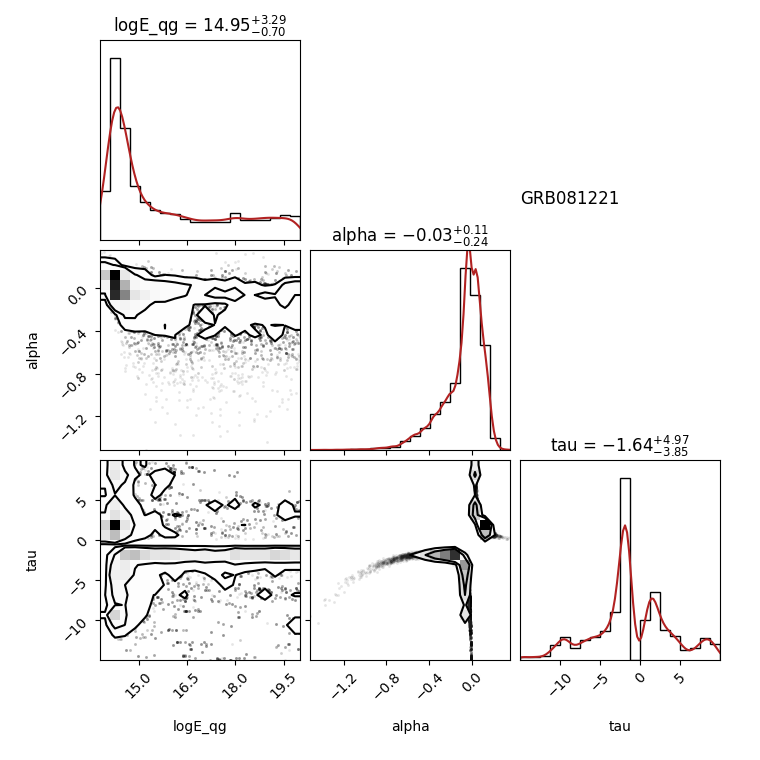 logE_qg = 14.95$^{+3.29}_{-0.70}$
GRB081221
alpha = −0.03$^{+0.11}_{-0.24}$
0.0
−0.4
−0.8
−1.2
alpha
tau = −1.64$^{+4.97}_{-3.85}$
5
0
−5
−10
tau
15.0 16.5 18.0 19.5 −1.2 −0.8 −0.4 0.0 −10 −5 0 5
logE_qg alpha tau